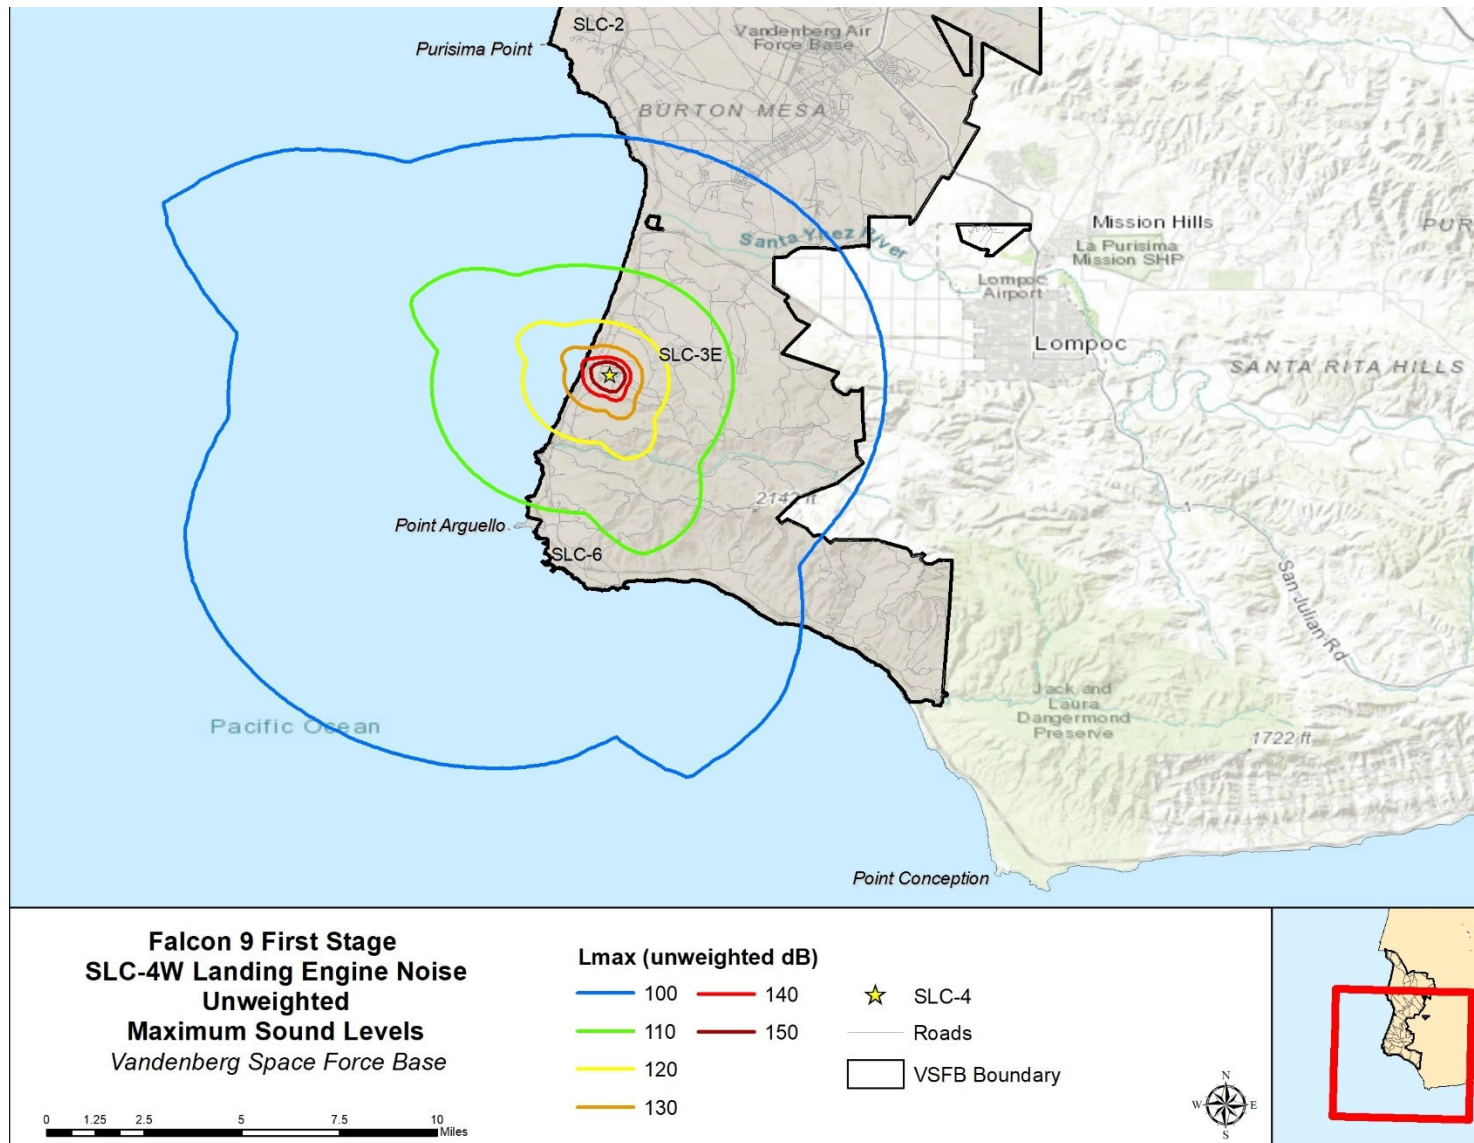 SLC-2
Purisima Point
Vandenberg Air
Force Base
BURTON MESA
Mission Hills
PUR
Santa Ynez River
La Purisima
Mission SHP
Lompoc
Airport
SLC-3E
Lompoc
SANTA RITA HILLS
2142 ft
1
Point Arguello
SLC-6
San Julian Rd
Jack and
Laura
Dangermond
Preserve
Pacific Ocean
1722 ft
Point Conception
Falcon 9 First Stage
SLC-4W Landing Engine Noise
Unweighted
Maximum Sound Levels
Vandenberg Space Force Base
0 1.25 2.5 5 7.5 10
Miles
Lmax (unweighted dB)
100 140
110 150
120
130
SLC-4
Roads
VSFB Boundary
N
W E
S